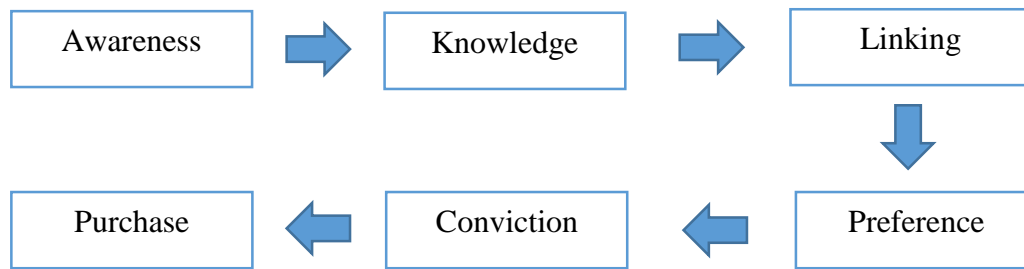 Awareness
Knowledge
Linking
Preference
Conviction
Purchase